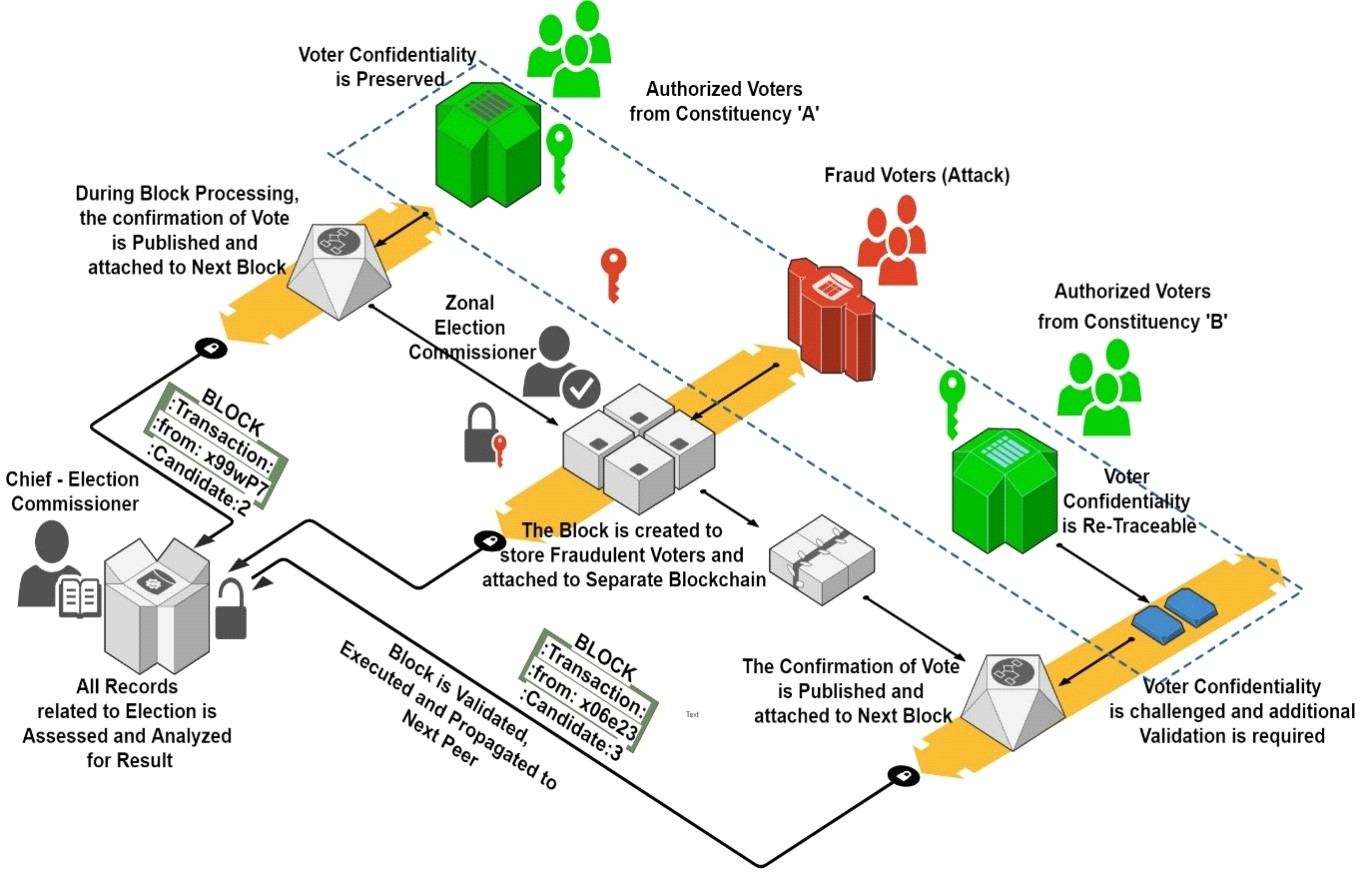 Voter Confidentiality
is Preserved
Authorized Voters
from Constituency 'A'
Fraud Voters (Attack)
During Block Processing,
the confirmation of Vote
is Published and
attached to Next Block
Authorized Voters
from Constituency 'B'
Zonal
Election
Commissioner
BLOCK
:Transaction:
:from: x99wP7
:Candidate:2
Chief - Election
Commissioner
Voter
Confidentiality
is Re-Traceable
The Block is created to
store Fraudulent Voters and
attached to Separate Blockchain
All Records
related to Election is
Assessed and Analyzed
for Result
Block is Validated,
Executed and Propagated to
Next Peer
BLOCK
:Transaction:
:from: x06e23
:Candidate:3
Text
The Confirmation of Vote
is Published and
attached to Next Block
Voter Confidentiality
is challenged and additional
Validation is required